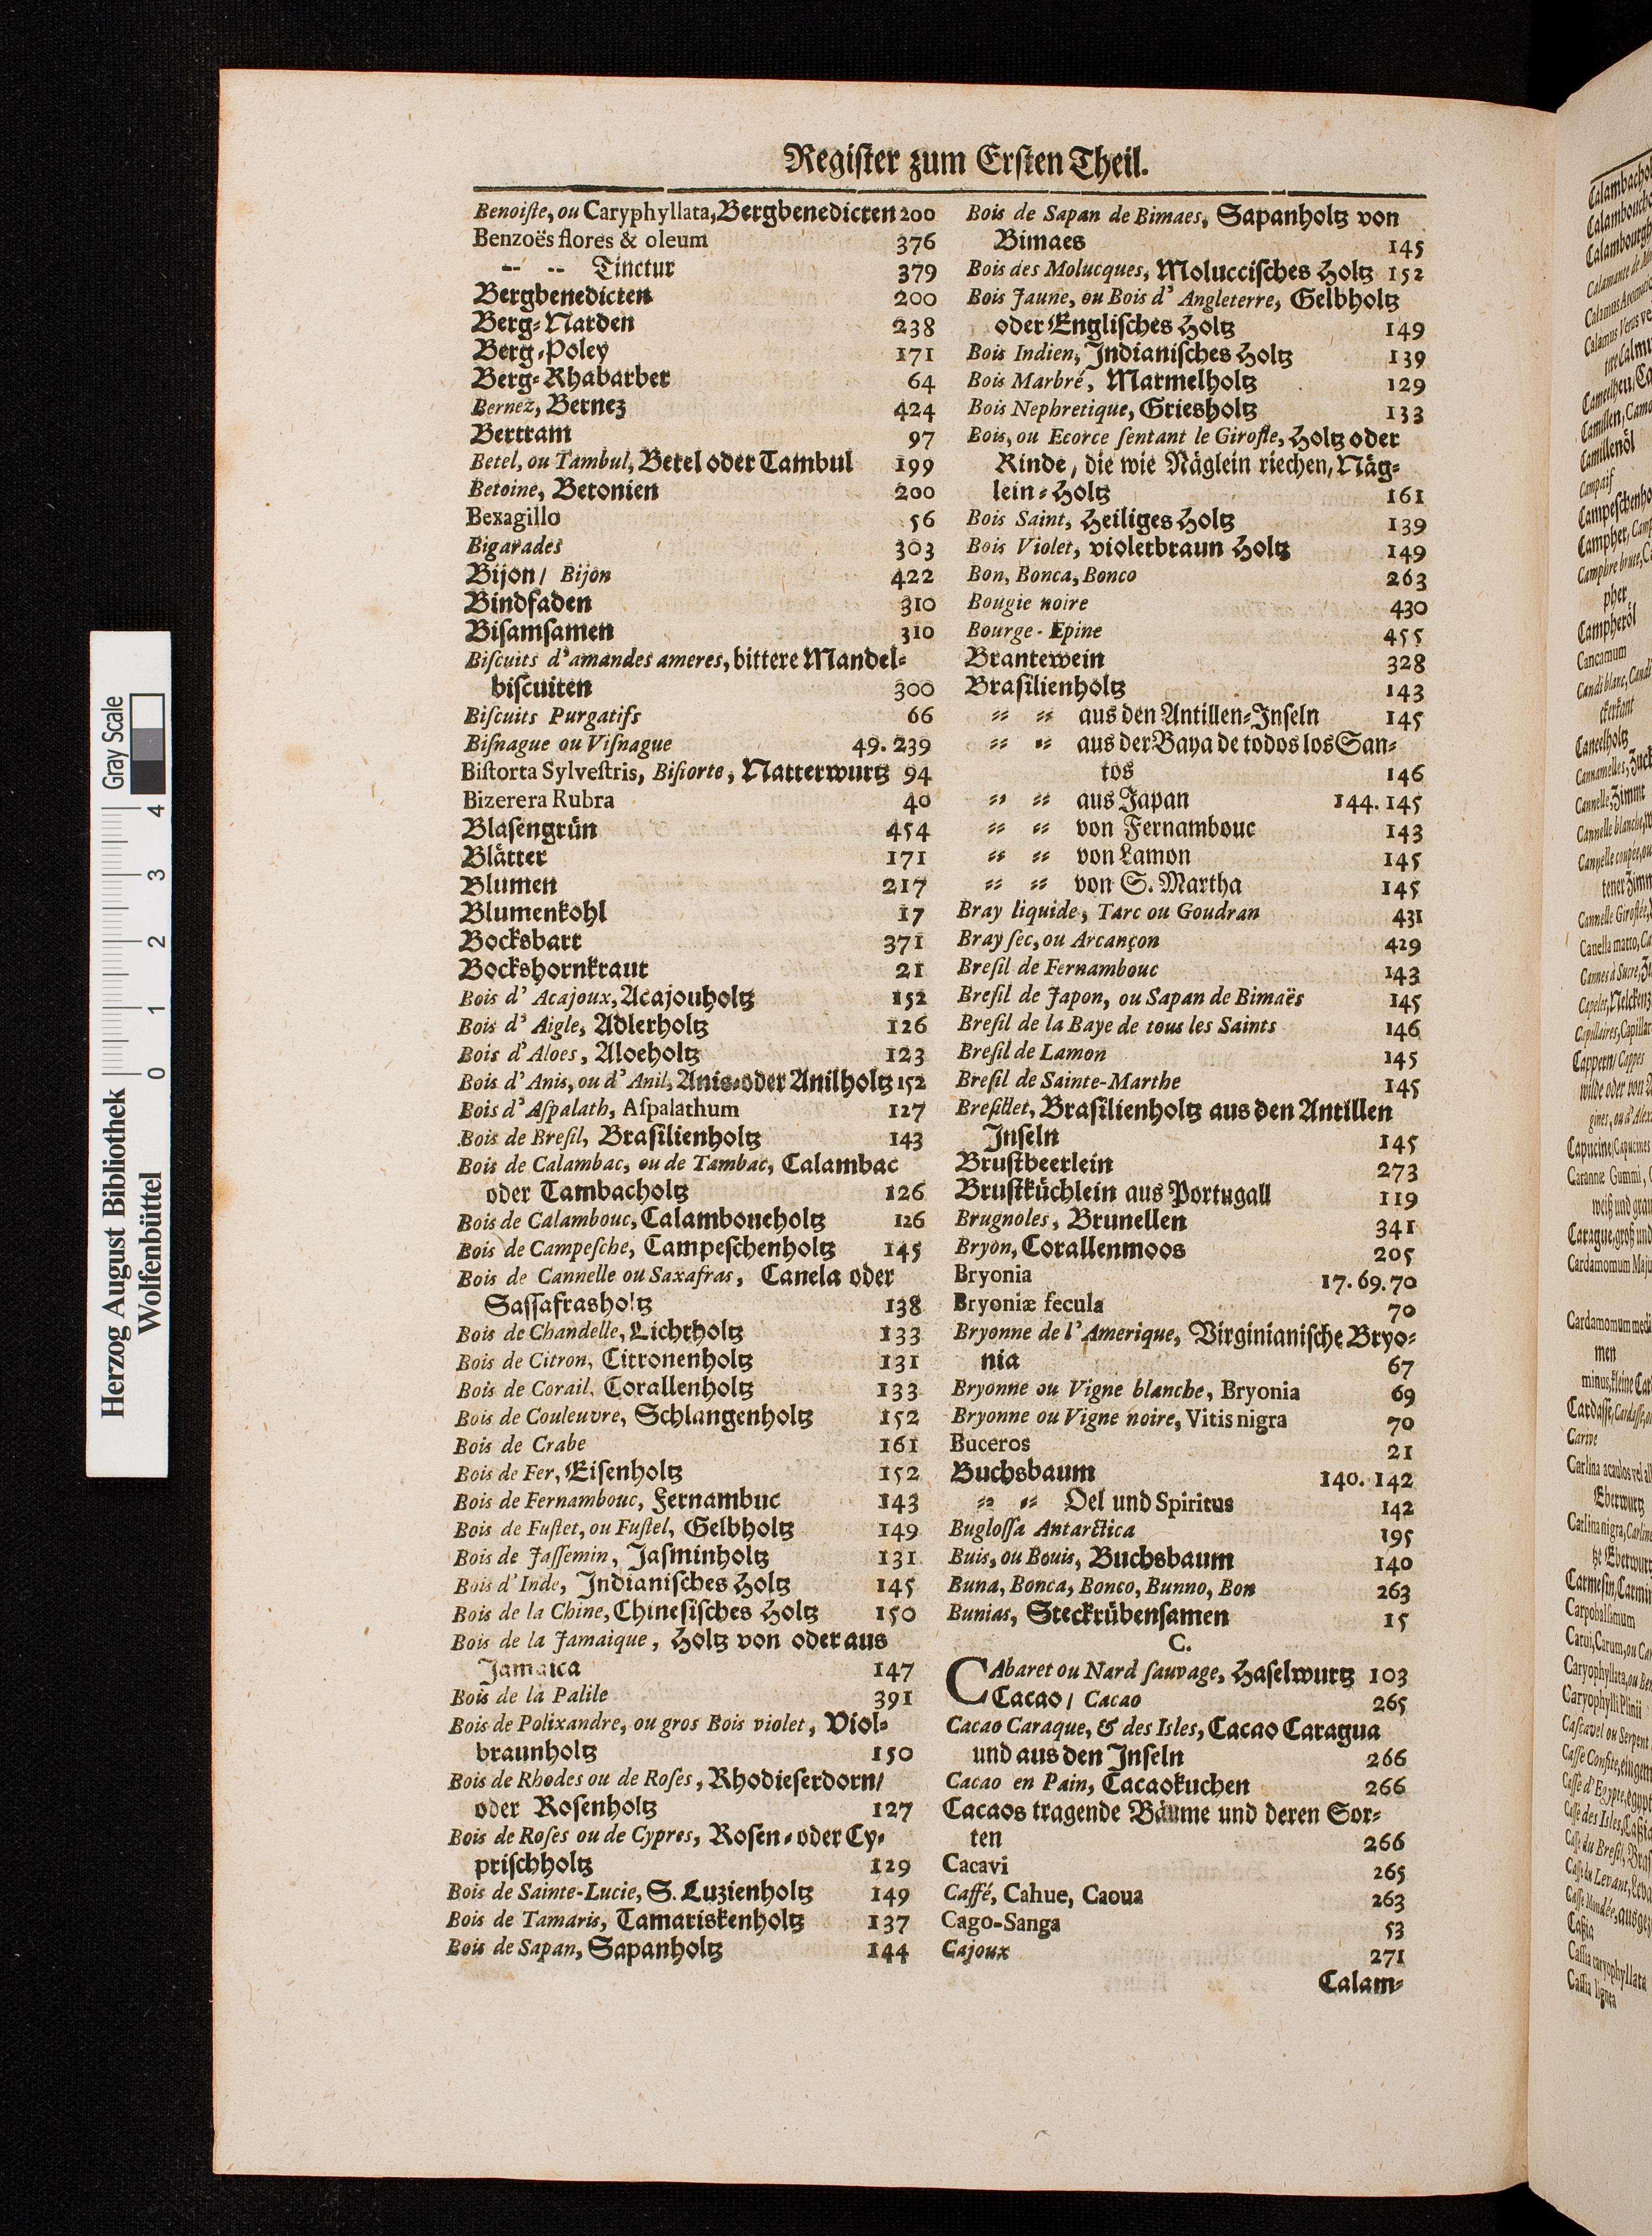 Register zum Ersten Theil.
Benoiſte, ou Caryphyllata, Bergbenedicten 200
Benzoës flores & oleum 376
-- -- Tinctur 379
Bergbenedicten 200
Berg-Narden 238
Berg-Poley 171
Berg-Rhabarber 64
Bernez, Bernez 424
Bertram 97
Betel, ou Tambul, Betel oder Tambul 199
Betoine, Betonien 200
Bexagillo 56
Bigarades 303
Bijon / Bijon 422
Bindfaden 310
Biſamſamen 310
Biſcuits d'amandes ameres, bittere Mandel-
biſcuiten 300
Biſcuits Purgatifs 66
Biſnague ou Viſnague 49. 239
Biſtorta Sylveſtris, Biſtorte, Natterwurtz 94
Bizerera Rubra 40
Blaſengrün 454
Blätter 171
Blumen 217
Blumenkohl 17
Bocksbart 371
Bockshornkraut 21
Bois d' Acajoux, Acajouholtz 152
Bois d' Aigle, Adlerholtz 126
Bois d'Aloes, Aloeholtz 123
Bois d' Anis, ou d' Anil, Anis-oder Anilholtz 152
Bois d' Aſpalath, Aſpalathum 127
Bois de Breſil, Braſilienholtz 143
Bois de Calambac, ou de Tambac, Calambac
oder Tambacholtz 126
Bois de Calambouc, Calamboucholtz 126
Bois de Campeſche, Campeſchenholtz 145
Bois de Cannelle ou Saxafras, Canela oder
Saſſafrasholtz 138
Bois de Chandelle, Lichtholtz 133
Bois de Citron, Citronenholtz 131
Bois de Corail, Corallenholtz 133
Bois de Couleuvre, Schlangenholtz 152
Bois de Crabe 161
Bois de Fer, Eiſenholtz 152
Bois de Fernambouc, Fernambuc 143
Bois de Fuſtet, ou Fuſtel, Gelbholtz 149
Bois de Jaſſemin, Jaſminholtz 131
Bois d'Inde, Indianiſches Holtz 145
Bois de la Chine, Chineſiſches Holtz 150
Bois de la Jamaique, Holtz von oder aus
Jamaica 147
Bois de la Palile 391
Bois de Polixandre, ou gros Bois violet, Viol-
braunholtz 150
Bois de Rhodes ou de Roſes, Rhodieſerdorn /
oder Roſenholtz 127
Bois de Roſes ou de Cypres, Roſen-oder Cy-
priſchholtz 129
Bois de Sainte-Lucie, S. Luzienholtz 149
Bois de Tamaris, Tamariskenholtz 137
Bois de Sapan, Sapanholtz 144
Bois de Sapan de Bimaes, Sapanholtz von
Bimaes 145
Bois des Molucques, Molucciſches Holtz 152
Bois Jaune, ou Bois d' Angleterre, Gelbholtz
oder Engliſches Holtz 149
Bois Indien, Indianiſches Holtz 139
Bois Marbré, Marmelholtz 129
Bois Nephretique, Griesholtz 133
Bois, ou Ecorce ſentant le Girofle, Holtz oder
Rinde, die wie Näglein riechen, Näg-
lein-Holtz 161
Bois Saint, Heiliges Holtz 139
Bois Violet, violetbraun Holtz 149
Bon, Bonca, Bonco 263
Bougie noire 430
Bourge-Epine 455
Brantewein 328
Braſilienholtz 143
-- -- aus den Antillen-Inſeln 145
-- -- aus der Baya de todos los San-
tos 146
-- -- aus Japan 144. 145
-- -- von Fernambouc 143
-- -- von Lamon 145
-- -- von S. Martha 145
Bray liquide, Tarc ou Goudran 431
Bray ſec, ou Arcançon 429
Breſil de Fernambouc 143
Breſil de Japon, ou Sapan de Bimaës 145
Breſil de la Baye de tous les Saints 146
Breſil de Lamon 145
Breſil de Sainte-Marthe 145
Breſillet, Braſilienholtz aus den Antillen
Inſeln 145
Bruſtbeerlein 273
Bruſtküchlein aus Portugall 119
Brugnoles, Brunellen 341
Bryon, Corallenmoos 205
Bryonia 17. 69. 70
Bryoniæ fecula 70
Bryonne de l'Amerique, Virginianiſche Bryo-
nia 67
Bryonne ou Vigne blanche, Bryonia 69
Bryonne ou Vigne noire, Vitis nigra 70
Buceros 21
Buchsbaum 140. 142
-- -- Oel und Spiritus 142
Bugloſſa Antarctica 195
Buis, ou Bouis, Buchsbaum 140
Buna, Bonca, Bonco, Bunno, Bon 263
Bunias, Steckrübenſamen 15
C.
CAbaret ou Nard ſauvage, Haſelwurtz 103
Cacao / Cacao 265
Cacao Caraque, & des Isles, Cacao Caragua
und aus den Inſeln 266
Cacao en Pain, Cacaokuchen 266
Cacaos tragende Bäume und deren Sor-
ten 266
Cacavi 265
Caffé, Cahue, Caoua 263
Cago-Sanga 53
Cajoux 271
Calam-
Herzog August Bibliothek
Wolfenbüttel
0 1 2 3 4
Gray Scale